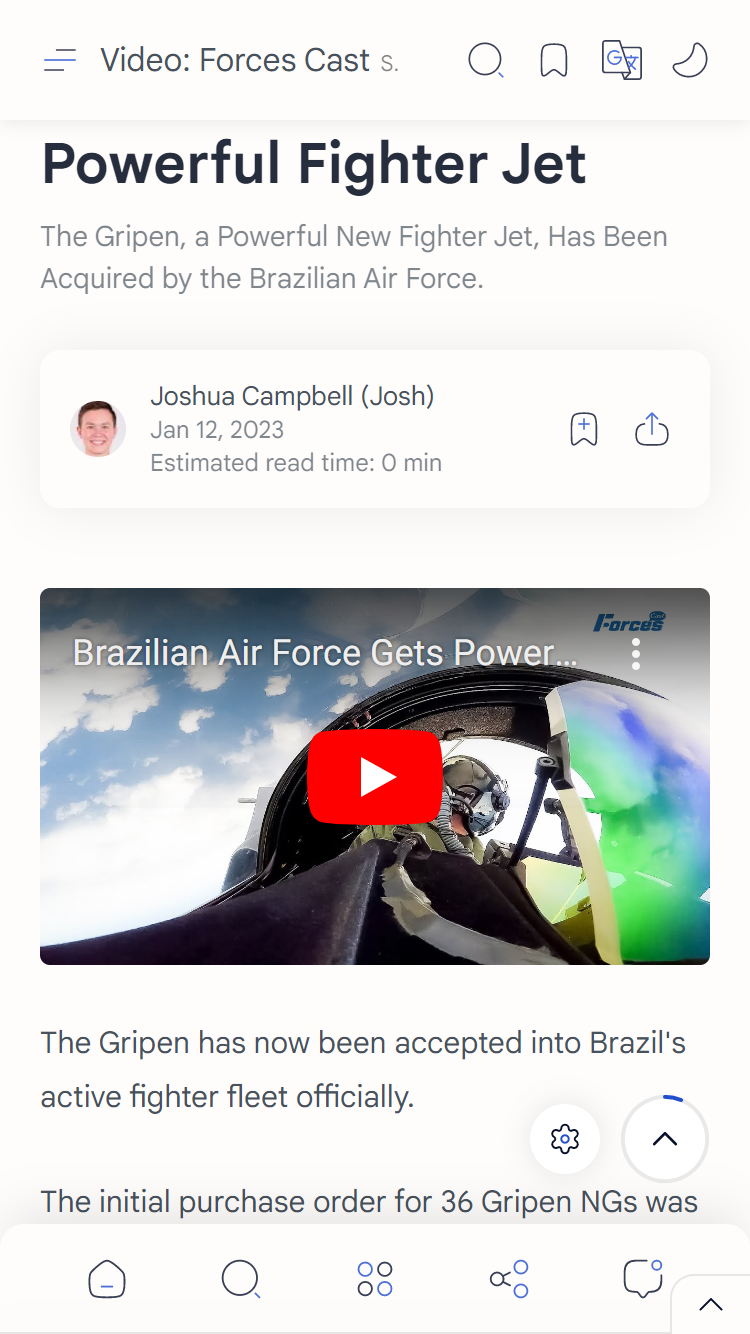 Video: Forces Cast s.
Powerful Fighter Jet
The Gripen, a Powerful New Fighter Jet, Has Been
Acquired by the Brazilian Air Force.
Joshua Campbell (Josh)
Jan 12, 2023
Estimated read time: 0 min
Forces Cast
Brazilian Air Force Gets Power...
The Gripen has now been accepted into Brazil's
active fighter fleet officially.
The initial purchase order for 36 Gripen NGs was